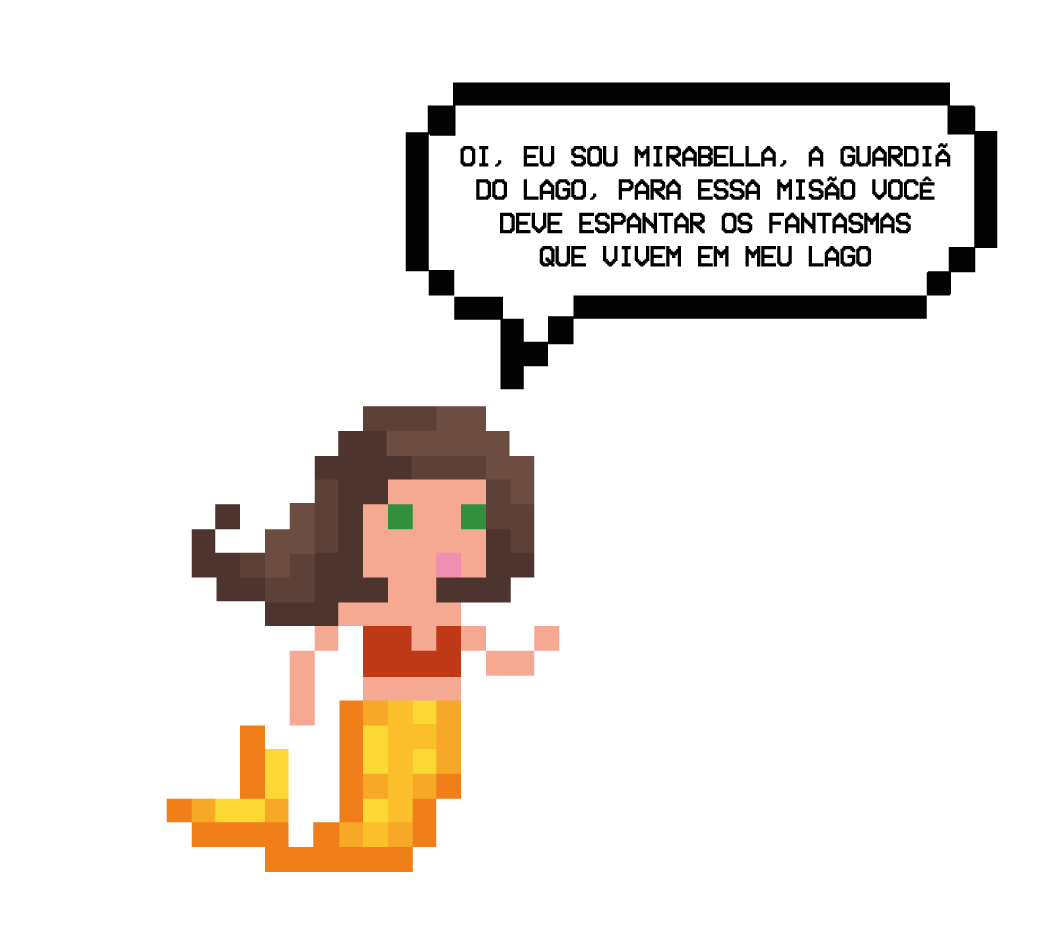 OI, EU SOU MIRABELLA, A GUARDIÃ
DO LAGO, PARA ESSA MISÃO VOCÊ
DEVE ESPANTAR OS FANTASMAS
QUE VIVEM EM MEU LAGO